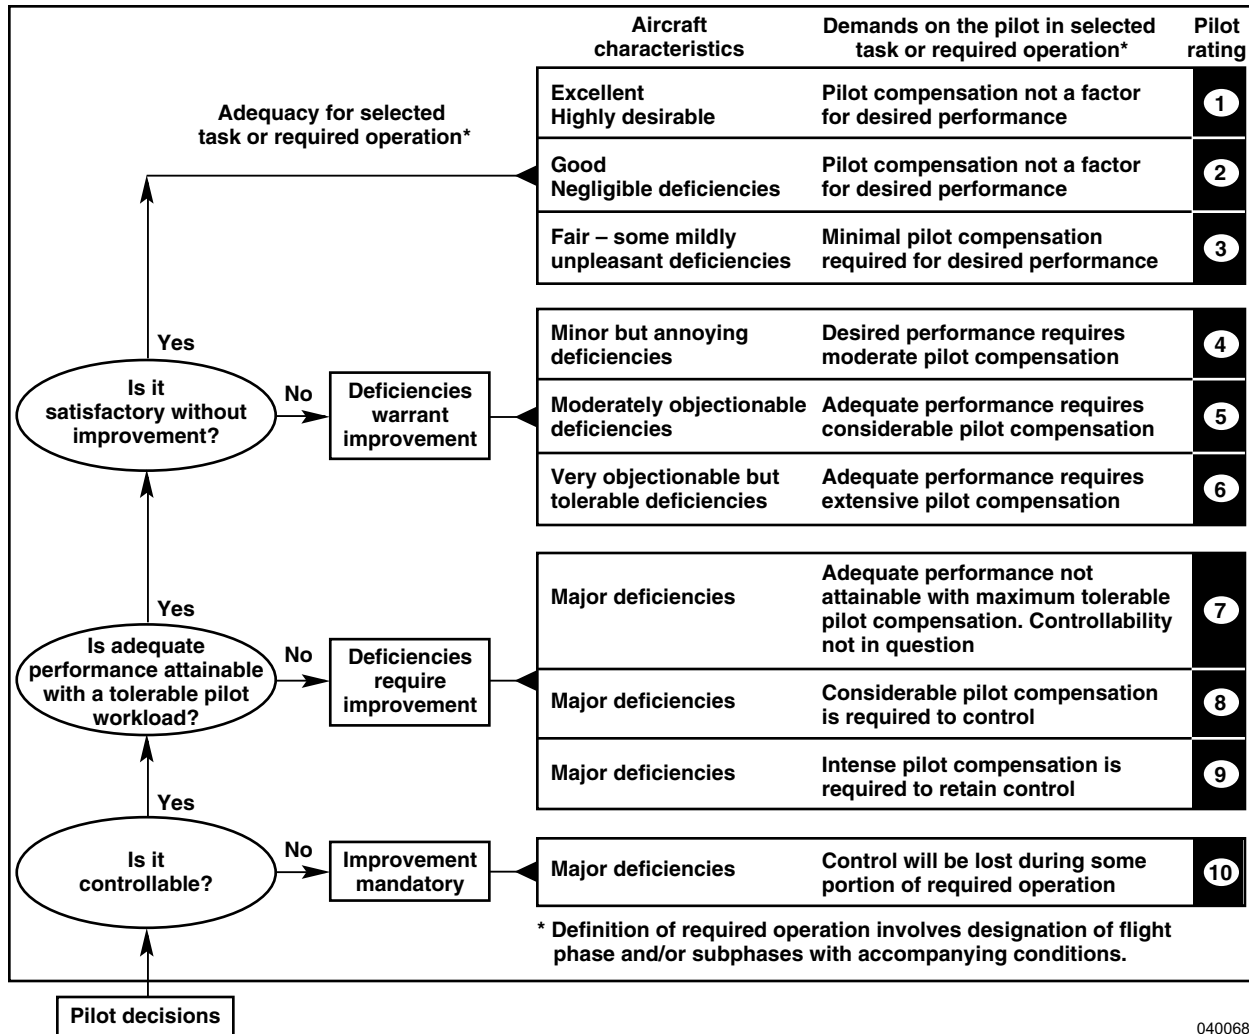 Aircraft
characteristics
Demands on the pilot in selected
task or required operation*
Pilot
rating
Adequacy for selected
task or required operation*
Excellent
Highly desirable
Pilot compensation not a factor
for desired performance
1
Good
Negligible deficiencies
Pilot compensation not a factor
for desired performance
2
Fair – some mildly
unpleasant deficiencies
Minimal pilot compensation
required for desired performance
3
Yes
Is it
satisfactory without
improvement?
No
Deficiencies
warrant
improvement
Minor but annoying
deficiencies
Desired performance requires
moderate pilot compensation
4
Moderately objectionable
deficiencies
Adequate performance requires
considerable pilot compensation
5
Very objectionable but
tolerable deficiencies
Adequate performance requires
extensive pilot compensation
6
Yes
Is adequate
performance attainable
with a tolerable pilot
workload?
No
Deficiencies
require
improvement
Major deficiencies
Adequate performance not
attainable with maximum tolerable
pilot compensation. Controllability
not in question
7
Major deficiencies
Considerable pilot compensation
is required to control
8
Major deficiencies
Intense pilot compensation is
required to retain control
9
Yes
Is it
controllable?
No
Improvement
mandatory
Major deficiencies
Control will be lost during some
portion of required operation
10
* Definition of required operation involves designation of flight
phase and/or subphases with accompanying conditions.
Pilot decisions
040068